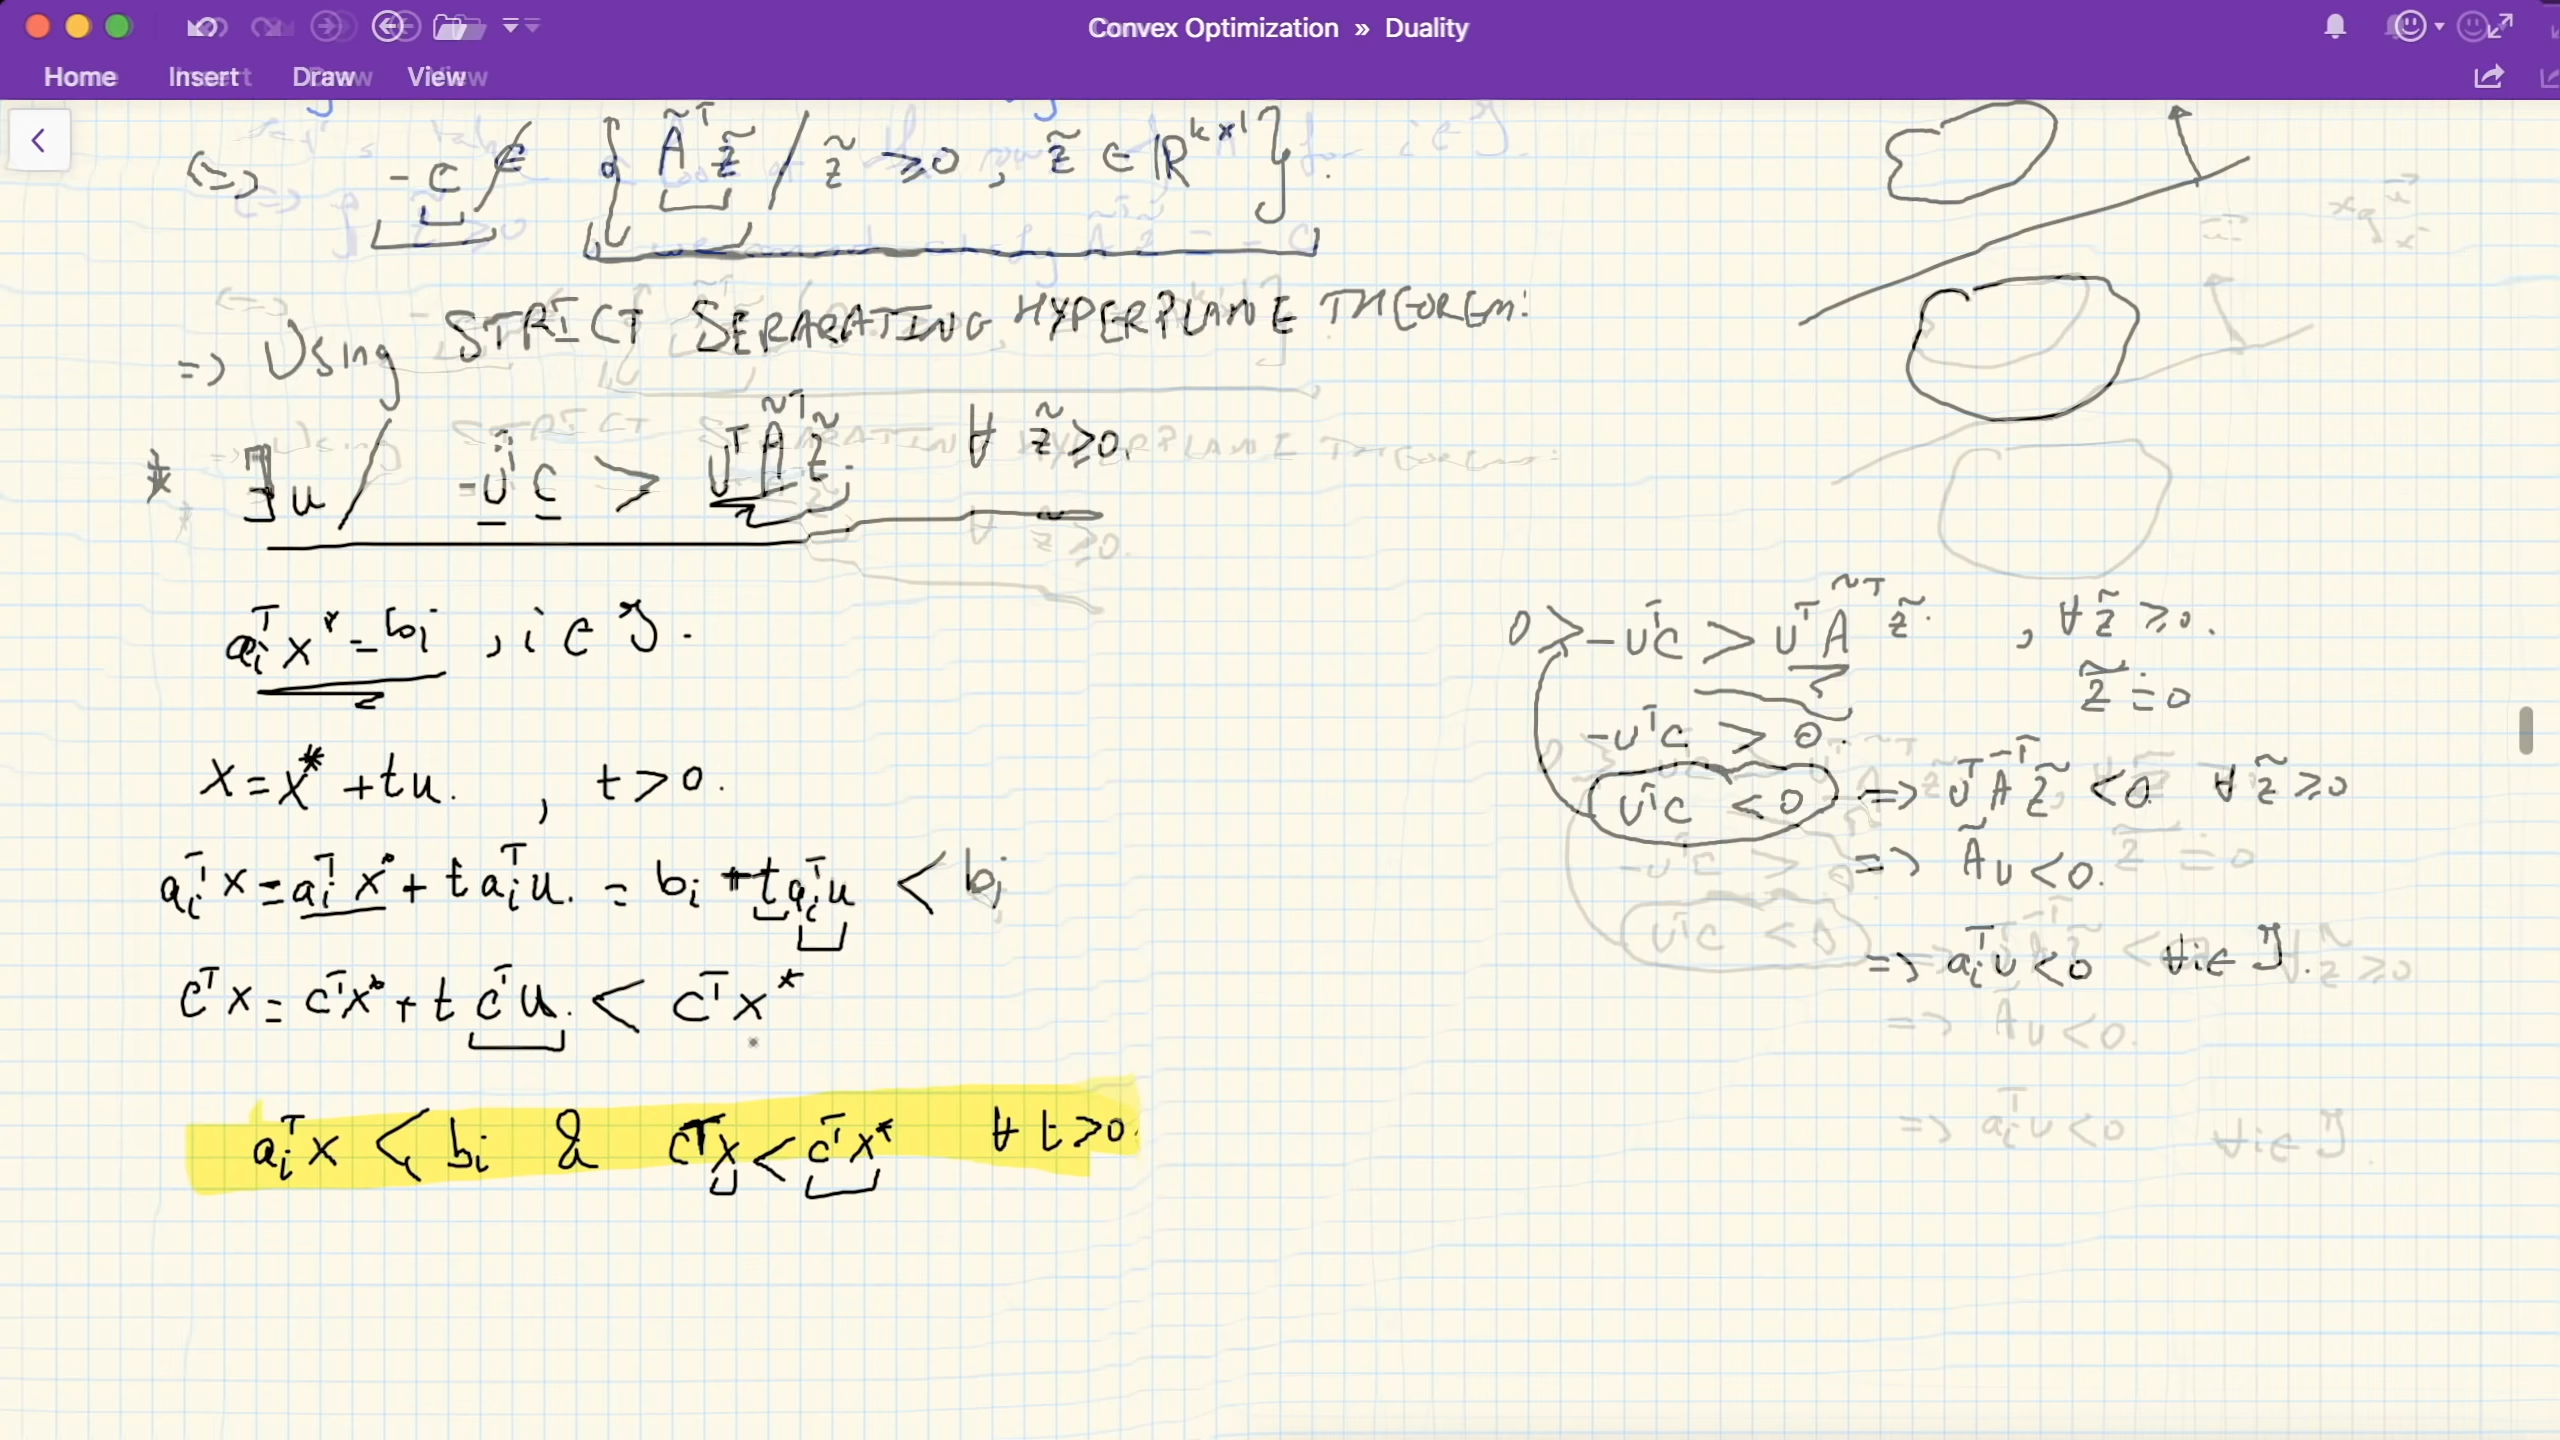 Convex Optimization » Duality
Home Insert Draw View
<=> -c ∉ { Ã^T z̃ / z̃ ≥ 0, z̃ ∈ ℝ^{k×1} }.
=> Using STRICT SEPARATING HYPERPLANE THEOREM:
* ∃u / -u^T c > u^T Ã^T z̃, ∀ z̃ ≥ 0.
a_i^T x* = b_i , i ∈ J.
x = x* + tu. , t > 0.
a_i^T x = a_i^T x* + t a_i^T u. = b_i + t a_i^T u < b_i
c^T x = c^T x* + t c^T u. < c^T x*
a_i^T x < b_i & c^T x < c^T x* ∀ t > 0.
0 > -u^T c > u^T Ã^T z̃. , ∀ z̃ ≥ 0.
z̃ = 0
-u^T c > 0.
u^T c < 0 => u^T Ã^T z̃ < 0 ∀ z̃ ≥ 0
=> Ã u < 0.
=> a_i^T u < 0 ∀ i ∈ J.